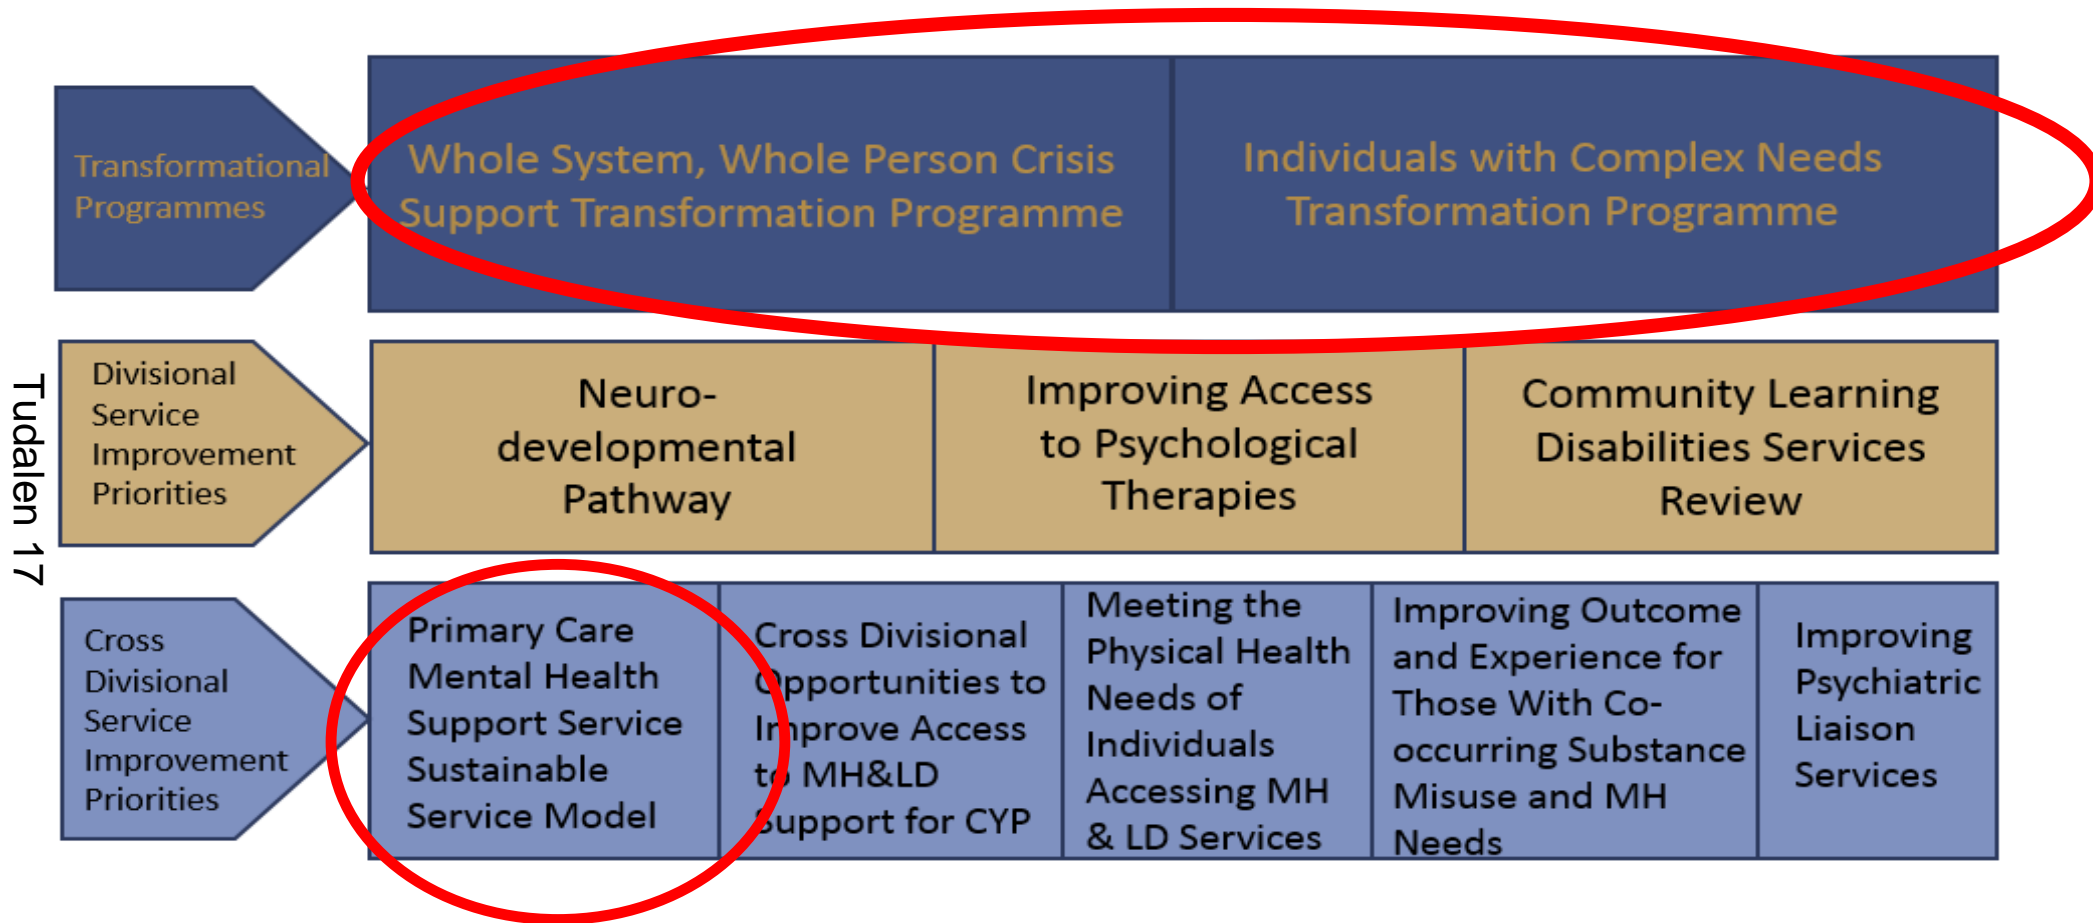 Transformational
Programmes
Whole System, Whole Person Crisis
Support Transformation Programme
Individuals with Complex Needs
Transformation Programme
Divisional
Service
Improvement
Priorities
Neuro-
developmental
Pathway
Improving Access
to Psychological
Therapies
Community Learning
Disabilities Services
Review
Cross
Divisional
Service
Improvement
Priorities
Primary Care
Mental Health
Support Service
Sustainable
Service Model
Cross Divisional
Opportunities to
Improve Access
to MH&LD
Support for CYP
Meeting the
Physical Health
Needs of
Individuals
Accessing MH
& LD Services
Improving Outcome
and Experience for
Those With Co-
occurring Substance
Misuse and MH
Needs
Improving
Psychiatric
Liaison
Services
Tudalen 17